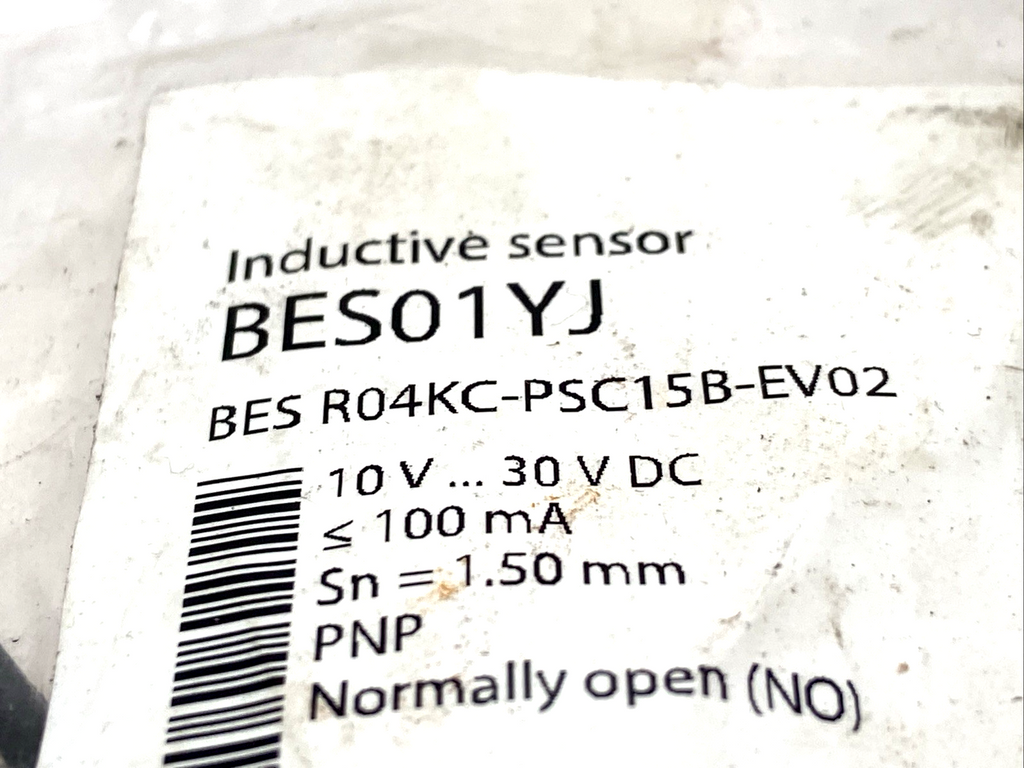 Inductive sensor
BES01YJ
BES R04KC-PSC15B-EV02
10 V ... 30 V DC
≤ 100 mA
Sn = 1.50 mm
PNP
Normally open (NO)